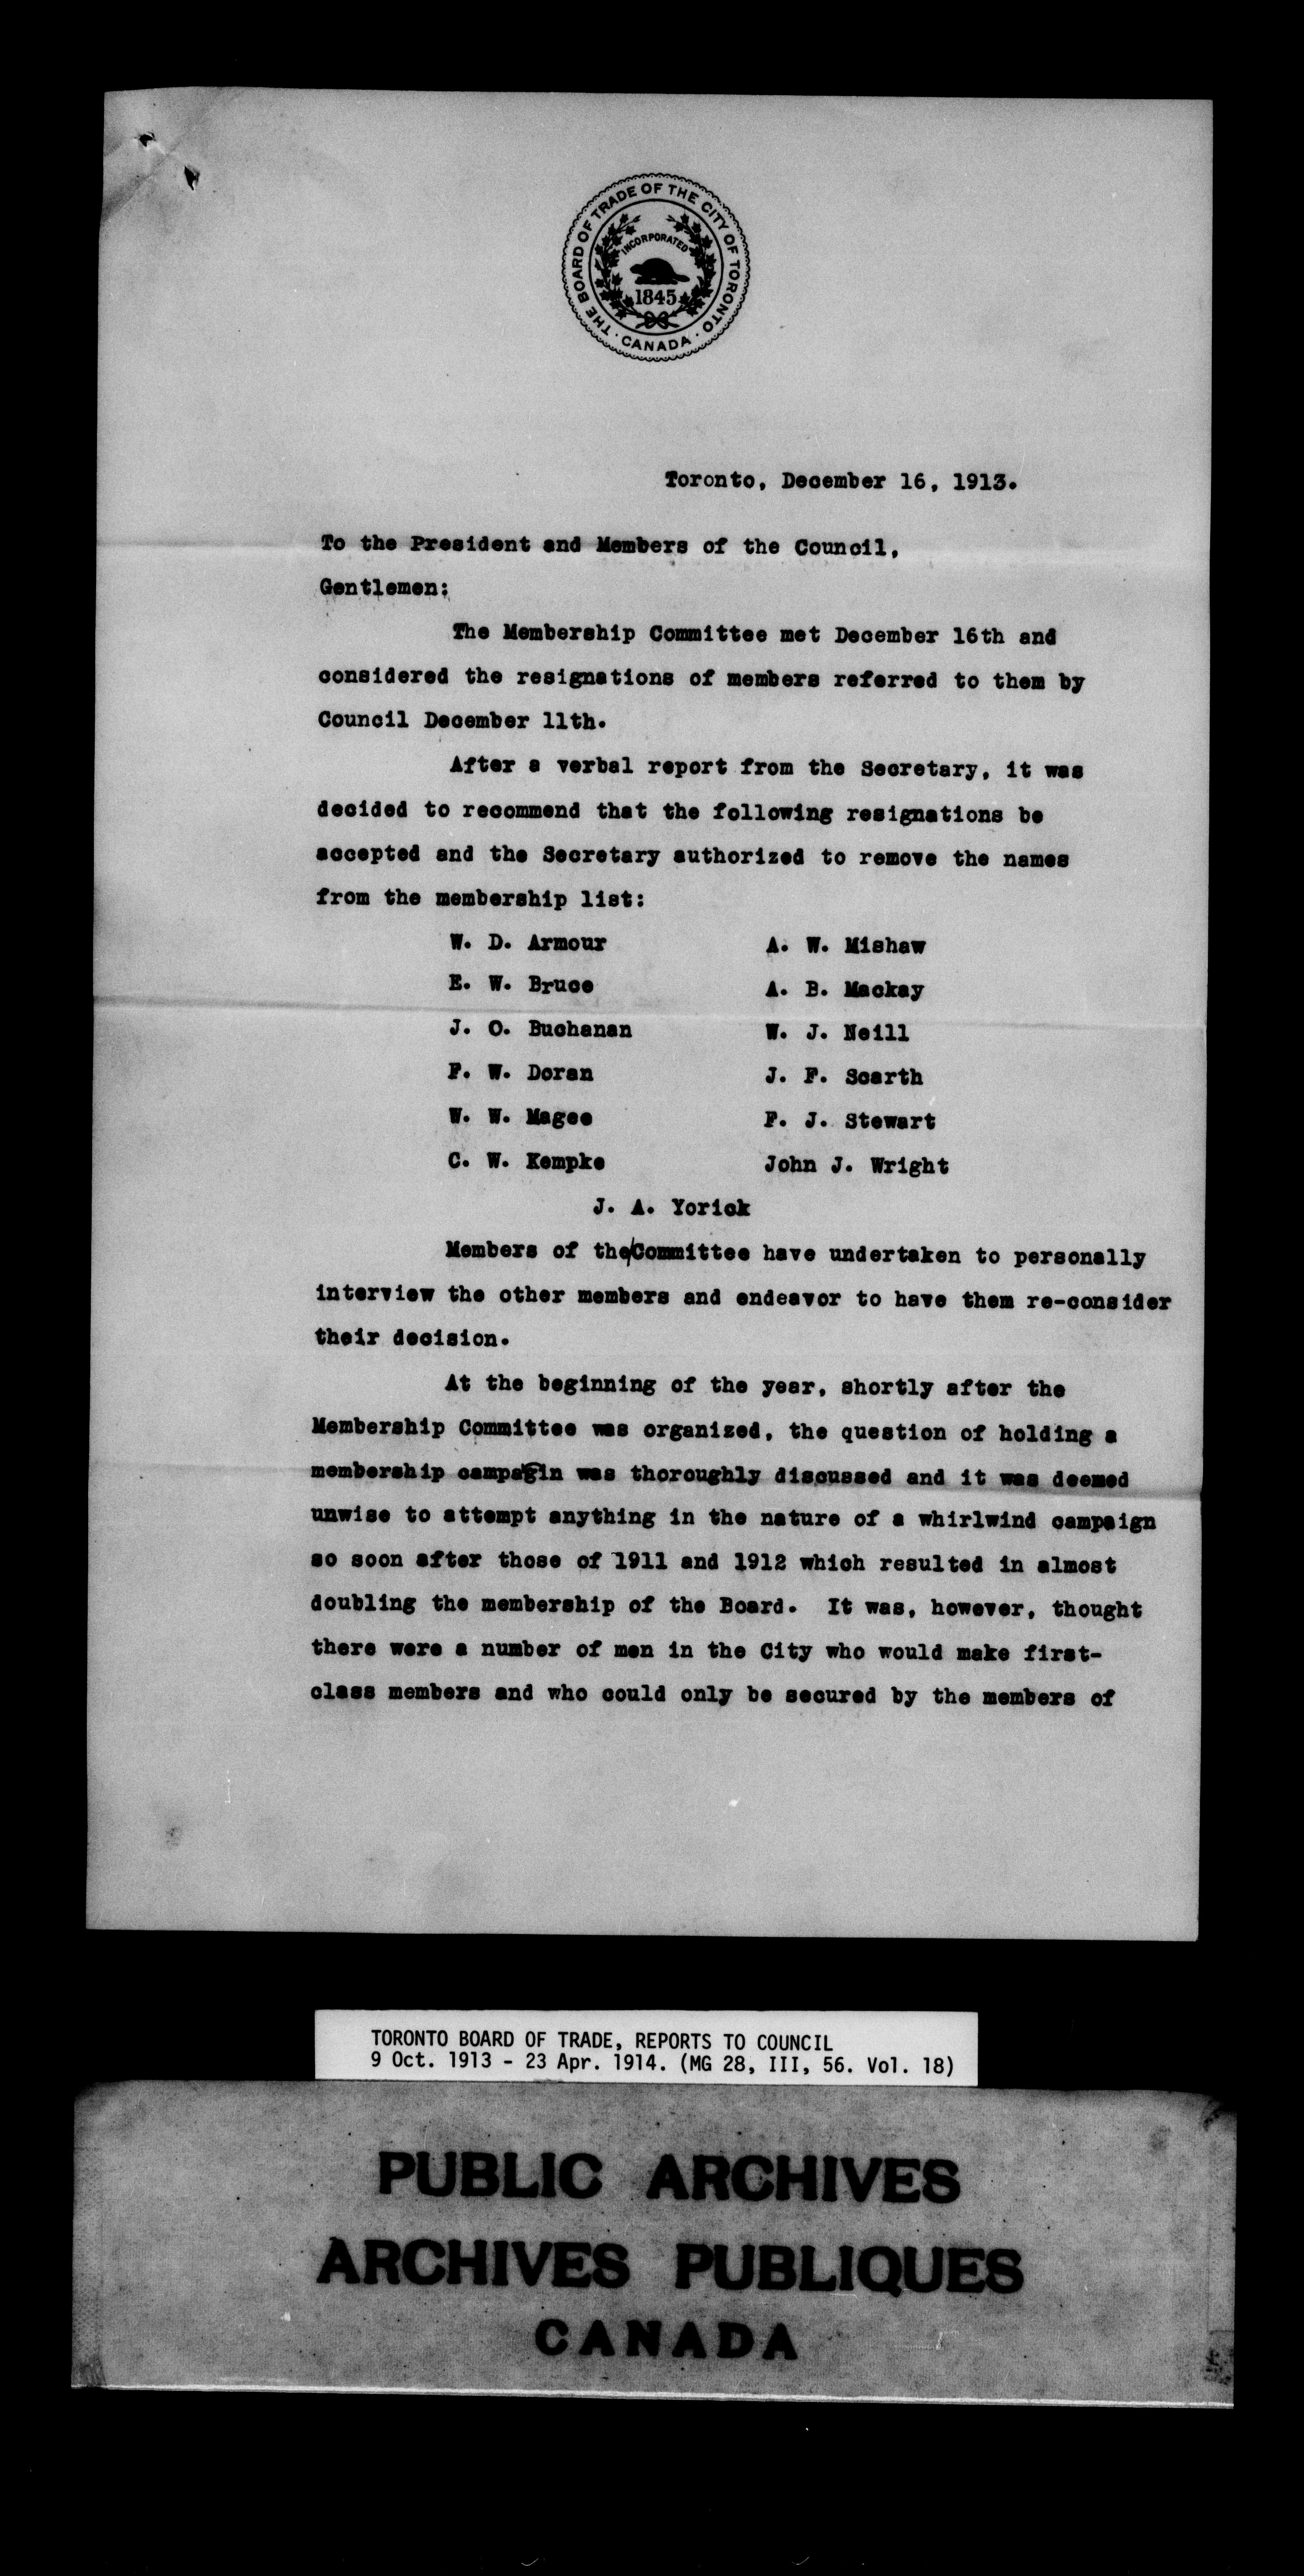 THE BOARD OF TRADE OF THE CITY OF TORONTO
· CANADA ·
INCORPORATED
1845
Toronto, December 16, 1913.
To the President and Members of the Council,
Gentlemen:
The Membership Committee met December 16th and
considered the resignations of members referred to them by
Council December 11th.
After a verbal report from the Secretary, it was
decided to recommend that the following resignations be
accepted and the Secretary authorized to remove the names
from the membership list:
W. D. Armour A. W. Mishaw
E. W. Bruce A. B. Mackay
J. O. Buchanan W. J. Neill
F. W. Doran J. F. Scarth
W. W. Magee F. J. Stewart
C. W. Kempke John J. Wright
J. A. Yorick
Members of the/Committee have undertaken to personally
interview the other members and endeavor to have them re-consider
their decision.
At the beginning of the year, shortly after the
Membership Committee was organized, the question of holding a
membership campagin was thoroughly discussed and it was deemed
unwise to attempt anything in the nature of a whirlwind campaign
so soon after those of 1911 and 1912 which resulted in almost
doubling the membership of the Board. It was, however, thought
there were a number of men in the City who would make first-
class members and who could only be secured by the members of
TORONTO BOARD OF TRADE, REPORTS TO COUNCIL
9 Oct. 1913 - 23 Apr. 1914. (MG 28, III, 56. Vol. 18)
PUBLIC ARCHIVES
ARCHIVES PUBLIQUES
CANADA